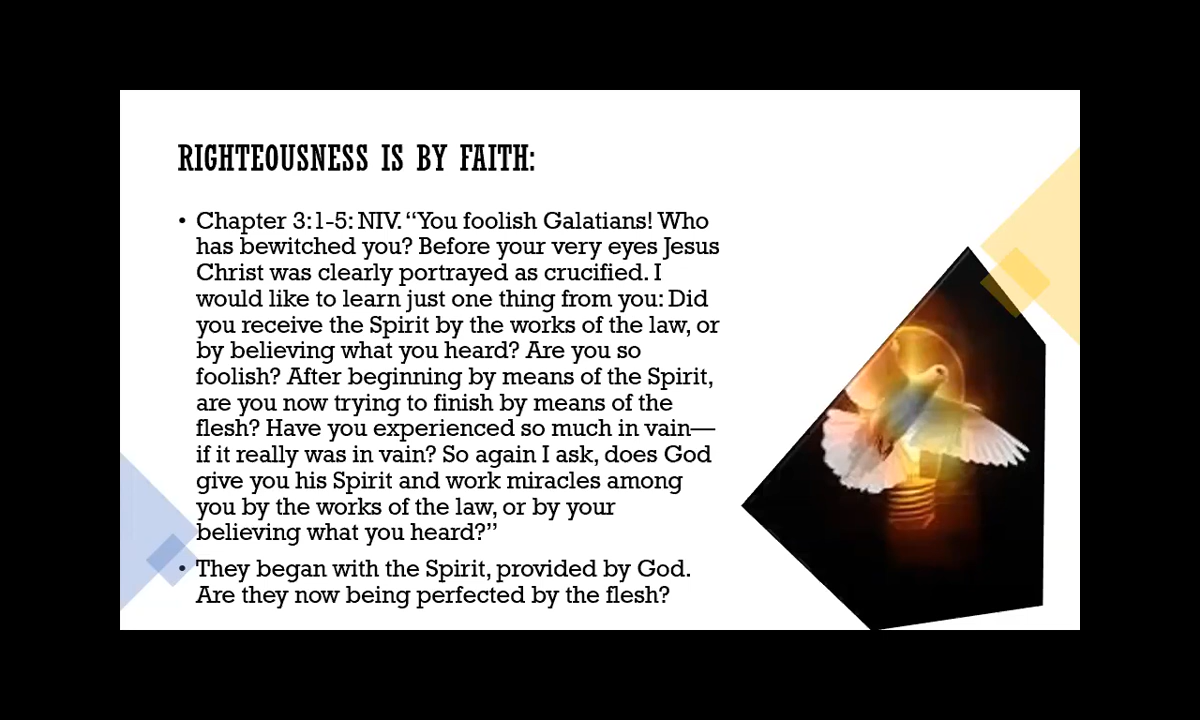 RIGHTEOUSNESS IS BY FAITH:
• Chapter 3:1-5: NIV. “You foolish Galatians! Who
has bewitched you? Before your very eyes Jesus
Christ was clearly portrayed as crucified. I
would like to learn just one thing from you: Did
you receive the Spirit by the works of the law, or
by believing what you heard? Are you so
foolish? After beginning by means of the Spirit,
are you now trying to finish by means of the
flesh? Have you experienced so much in vain—
if it really was in vain? So again I ask, does God
give you his Spirit and work miracles among
you by the works of the law, or by your
believing what you heard?”
• They began with the Spirit, provided by God.
Are they now being perfected by the flesh?